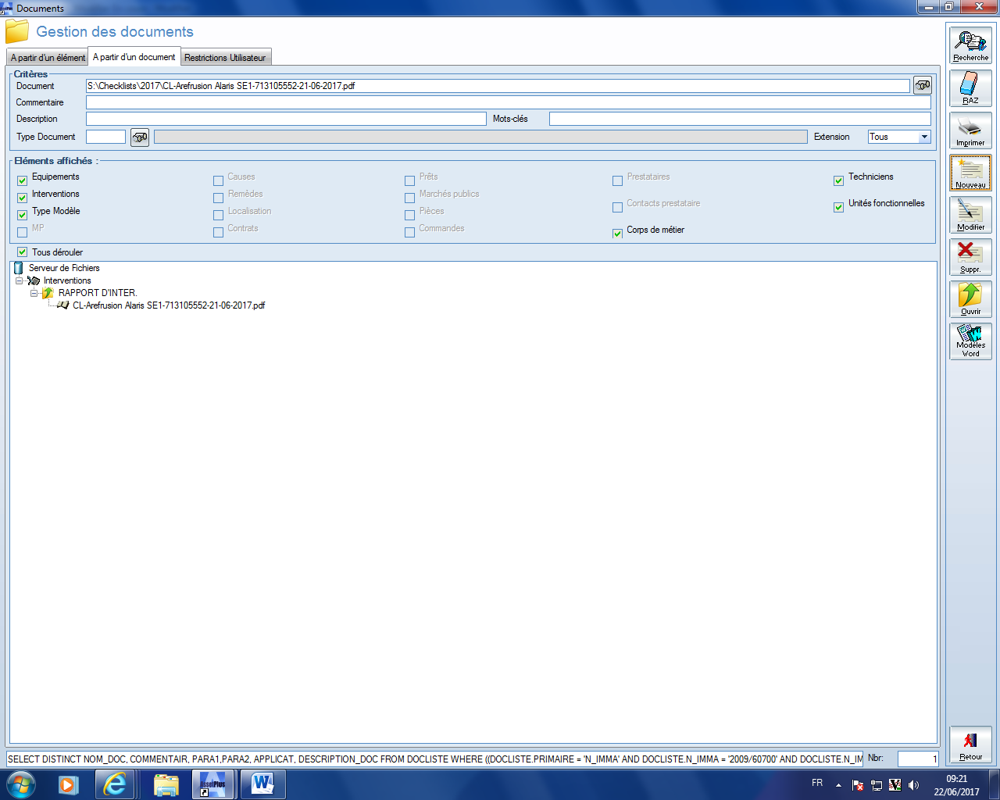 Documents
Gestion des documents
A partir d'un élément
A partir d'un document
Restrictions Utilisateur
Critères
Document
S:\Checklists\2017\CL-Arefrusion Alaris SE1-713105552-21-06-2017.pdf
Commentaire
Description
Mots-clés
Type Document
Extension
Tous
Eléments affichés :
Equipements
Causes
Prêts
Prestataires
Techniciens
Interventions
Remèdes
Marchés publics
Type Modèle
Localisation
Pièces
Contacts prestataire
Unités fonctionnelles
MP
Contrats
Commandes
Corps de métier
Tous dérouler
Serveur de Fichiers
Interventions
RAPPORT D'INTER.
CL-Arefrusion Alaris SE1-713105552-21-06-2017.pdf
Recherche
RAZ
Imprimer
Nouveau
Modifier
Suppr.
Ouvrir
Modèles
Word
Retour
SELECT DISTINCT NOM_DOC, COMMENTAIR, PARA1,PARA2, APPLICAT, DESCRIPTION_DOC FROM DOCLISTE WHERE ((DOCLISTE.PRIMAIRE = 'N_IMMA' AND DOCLISTE.N_IMMA = '2009/60700' AND DOCLISTE.N_IM
Nbr:
1
AssetPlus
FR
09:21
22/06/2017